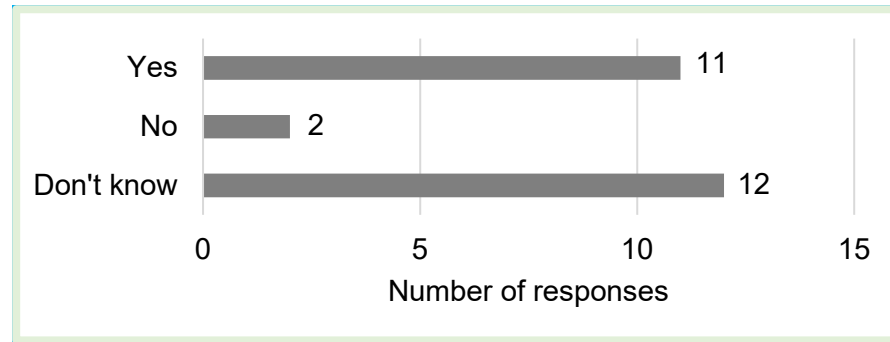 Yes 11
No 2
Don't know 12
0 5 10 15
Number of responses